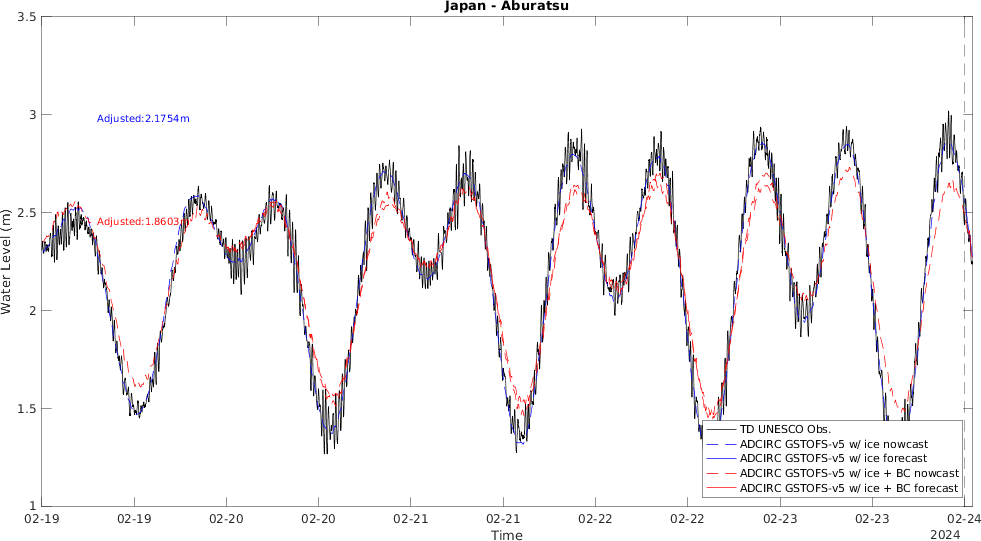 Japan - Aburatsu
3.5
3
2.5
2
1.5
1
Water Level (m)
Adjusted:2.1754m
Adjusted:1.8603
TD UNESCO Obs.
ADCIRC GSTOFS-v5 w/ ice nowcast
ADCIRC GSTOFS-v5 w/ ice forecast
ADCIRC GSTOFS-v5 w/ ice + BC nowcast
ADCIRC GSTOFS-v5 w/ ice + BC forecast
02-19 02-19 02-20 02-20 02-21 02-21 02-22 02-22 02-23 02-23 02-24
Time
2024